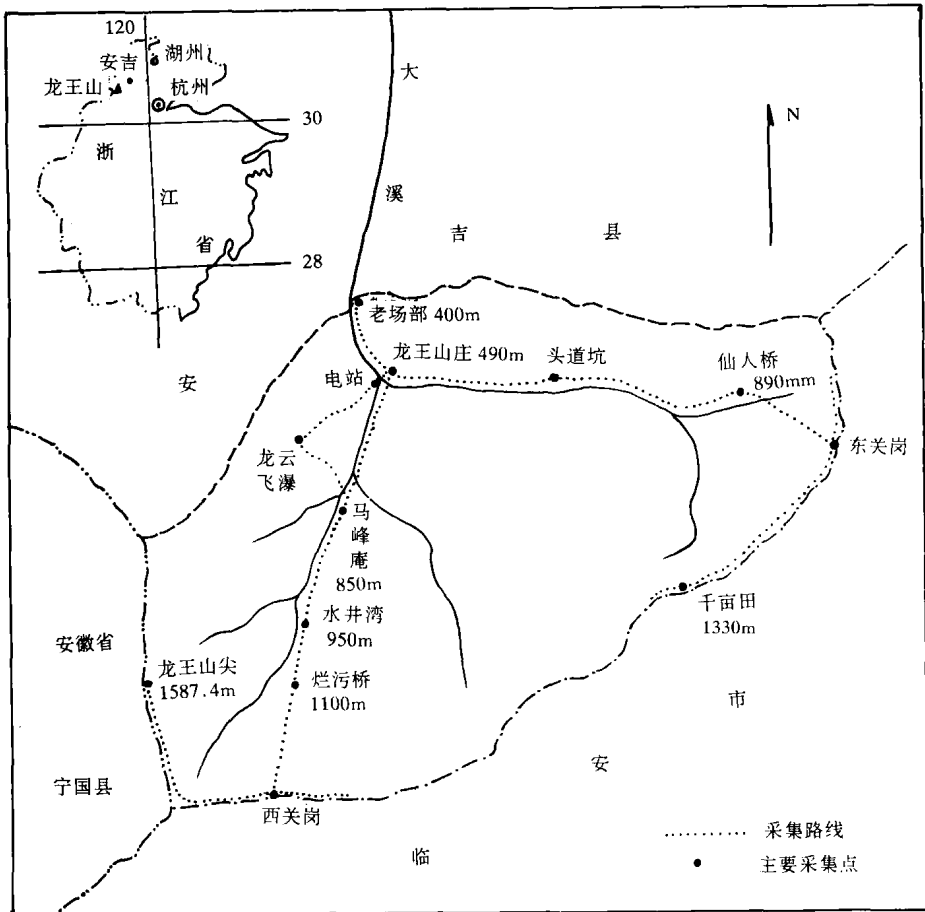 120
安吉
湖州
龙王山
杭州
30
浙
江
省
28
大
溪
N
吉 县
老场部 400m
龙王山庄 490m
头道坑
仙人桥
890mm
电站
安
东关岗
龙云
飞瀑
马
峰
庵
850m
千亩田
1330m
水井湾
950m
安徽省
龙王山尖
1587.4m
烂污桥
1100m
市
安
宁国县
西关岗
临
采集路线
主要采集点